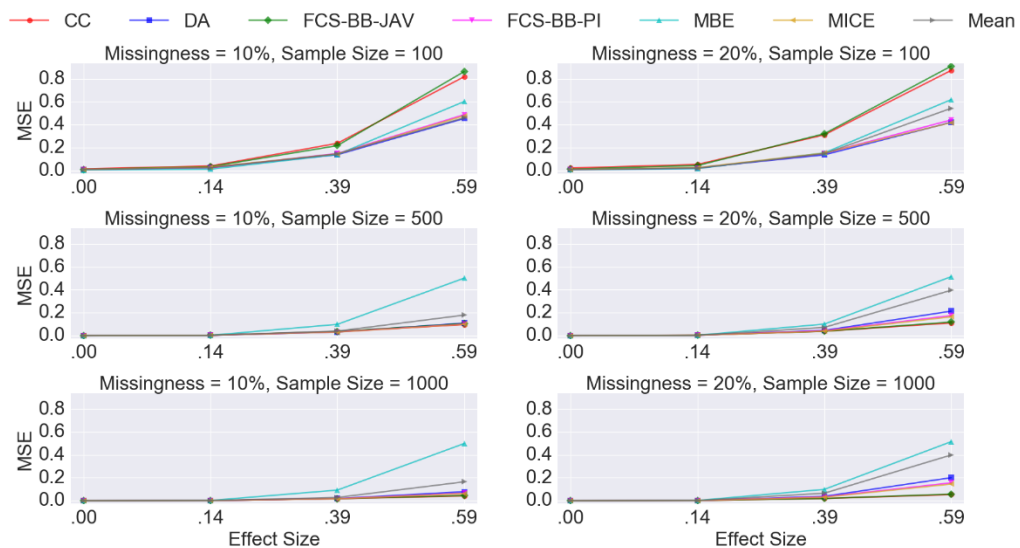 CC DA FCS-BB-JAV FCS-BB-PI MBE MICE Mean
Missingness = 10%, Sample Size = 100
Missingness = 20%, Sample Size = 100
MSE
0.8
0.6
0.4
0.2
0.0
.00 .14 .39 .59
0.8
0.6
0.4
0.2
0.0
.00 .14 .39 .59
Missingness = 10%, Sample Size = 500
Missingness = 20%, Sample Size = 500
MSE
0.8
0.6
0.4
0.2
0.0
.00 .14 .39 .59
0.8
0.6
0.4
0.2
0.0
.00 .14 .39 .59
Missingness = 10%, Sample Size = 1000
Missingness = 20%, Sample Size = 1000
MSE
0.8
0.6
0.4
0.2
0.0
.00 .14 .39 .59
Effect Size
0.8
0.6
0.4
0.2
0.0
.00 .14 .39 .59
Effect Size